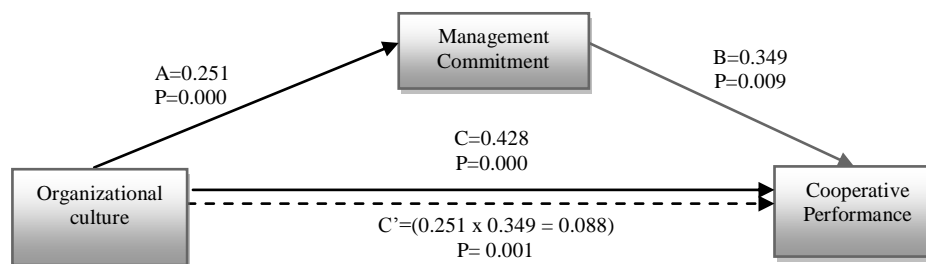 Management
Commitment
A=0.251
P=0.000
B=0.349
P=0.009
C=0.428
P=0.000
Organizational
culture
Cooperative
Performance
C’=(0.251 x 0.349 = 0.088)
P= 0.001